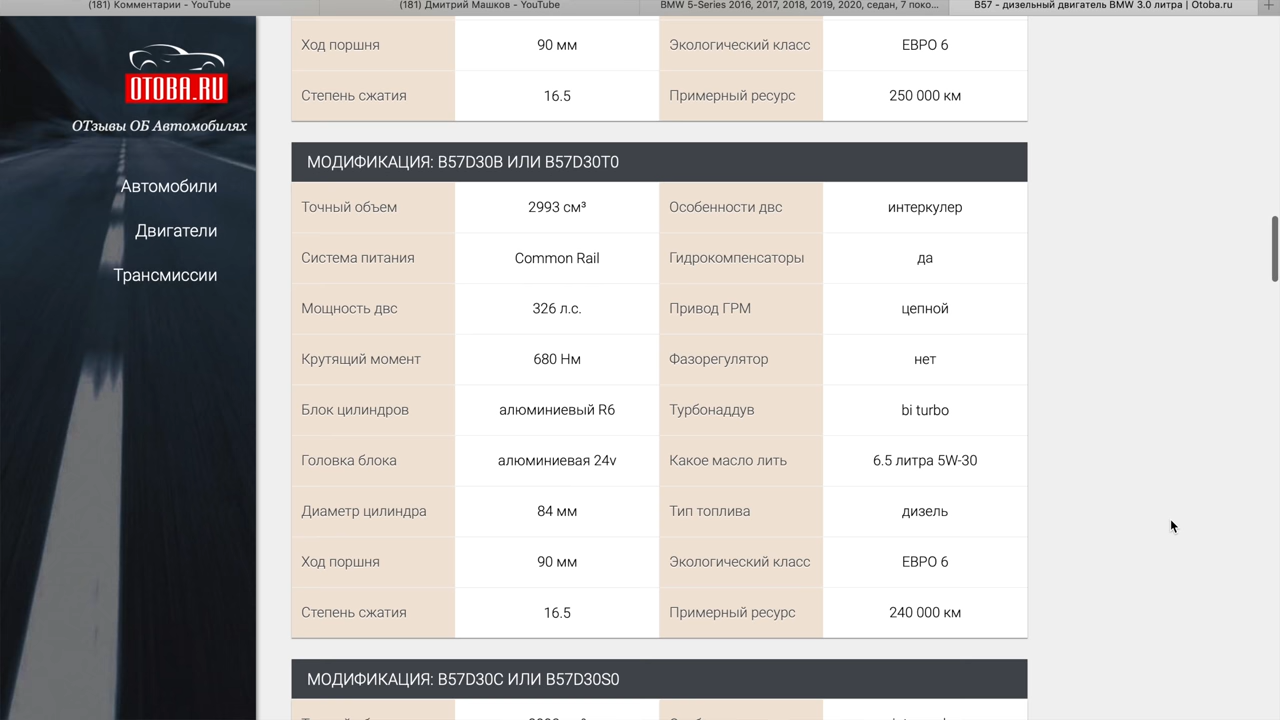 (181) Комментарии - YouTube
(181) Дмитрий Машков - YouTube
BMW 5-Series 2016, 2017, 2018, 2019, 2020, седан, 7 поко...
B57 - дизельный двигатель BMW 3.0 литра | Otoba.ru
OTOBA.RU
ОТзывы ОБ Автомобилях
Автомобили
Двигатели
Трансмиссии
Ход поршня 90 мм Экологический класс ЕВРО 6
Степень сжатия 16.5 Примерный ресурс 250 000 км
МОДИФИКАЦИЯ: B57D30B ИЛИ B57D30T0
Точный объем 2993 см³ Особенности двс интеркулер
Система питания Common Rail Гидрокомпенсаторы да
Мощность двс 326 л.с. Привод ГРМ цепной
Крутящий момент 680 Нм Фазорегулятор нет
Блок цилиндров алюминиевый R6 Турбонаддув bi turbo
Головка блока алюминиевая 24v Какое масло лить 6.5 литра 5W-30
Диаметр цилиндра 84 мм Тип топлива дизель
Ход поршня 90 мм Экологический класс ЕВРО 6
Степень сжатия 16.5 Примерный ресурс 240 000 км
МОДИФИКАЦИЯ: B57D30C ИЛИ B57D30S0